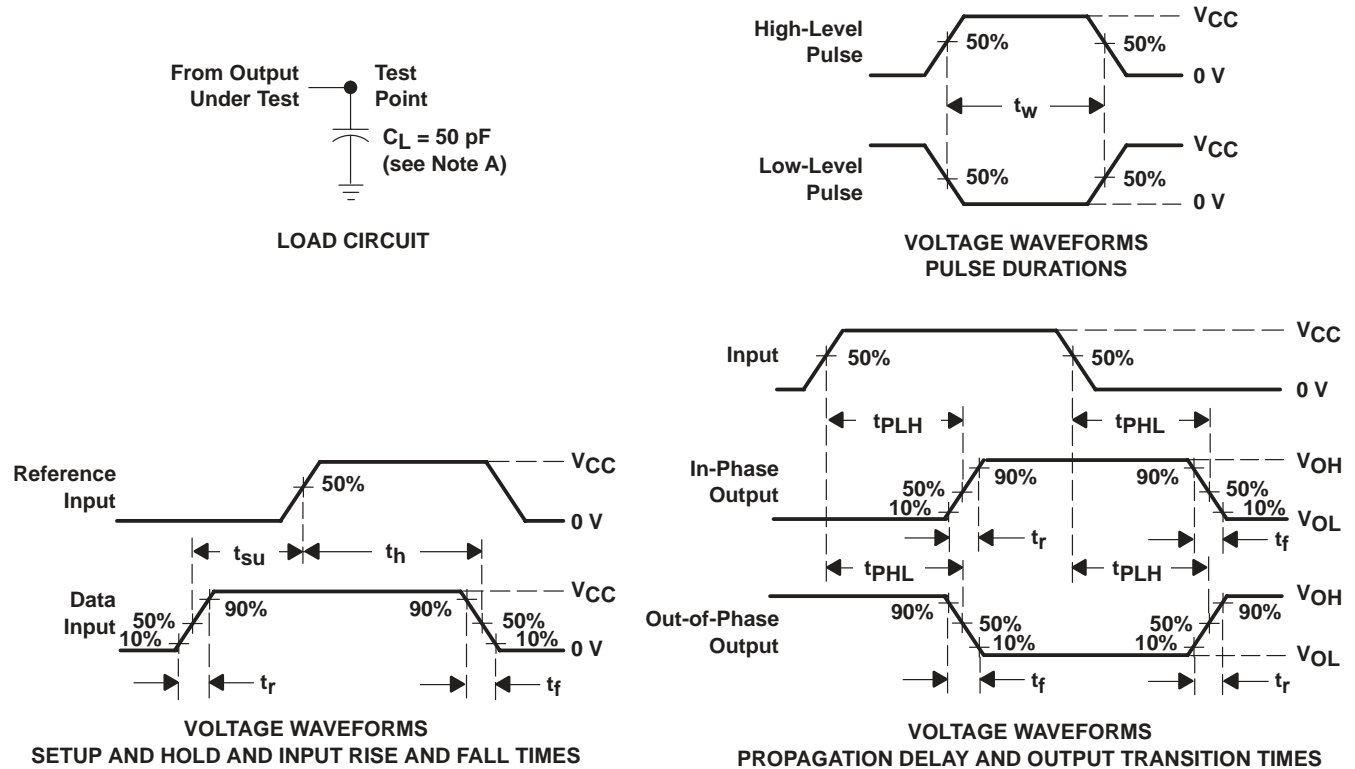 From Output
Under Test
Test
Point
CL = 50 pF
(see Note A)
LOAD CIRCUIT
High-Level
Pulse
50%
50%
VCC
0 V
tw
Low-Level
Pulse
50%
50%
VCC
0 V
VOLTAGE WAVEFORMS
PULSE DURATIONS
Reference
Input
50%
VCC
0 V
tsu
th
Data
Input
50%
10%
90%
90%
50%
10%
VCC
0 V
tr
tf
VOLTAGE WAVEFORMS
SETUP AND HOLD AND INPUT RISE AND FALL TIMES
Input
50%
50%
VCC
0 V
tPLH
tPHL
In-Phase
Output
50%
10%
90%
90%
50%
10%
VOH
VOL
tr
tf
tPHL
tPLH
Out-of-Phase
Output
90%
50%
10%
50%
10%
90%
VOH
VOL
tf
tr
VOLTAGE WAVEFORMS
PROPAGATION DELAY AND OUTPUT TRANSITION TIMES